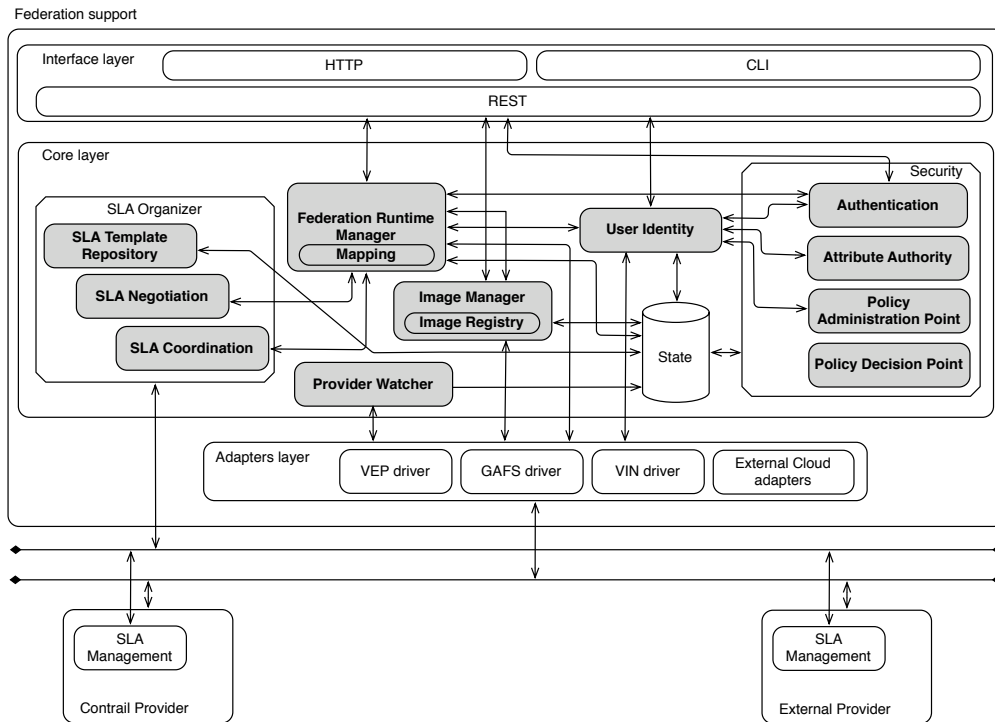 Federation support
Interface layer
HTTP
CLI
REST
Core layer
Security
SLA Organizer
SLA Template
Repository
SLA Negotiation
SLA Coordination
Federation Runtime
Manager
Mapping
User Identity
Authentication
Attribute Authority
Policy
Administration Point
Policy Decision Point
Image Manager
Image Registry
State
Provider Watcher
Adapters layer
VEP driver
GAFS driver
VIN driver
External Cloud
adapters
SLA
Management
Contrail Provider
SLA
Management
External Provider